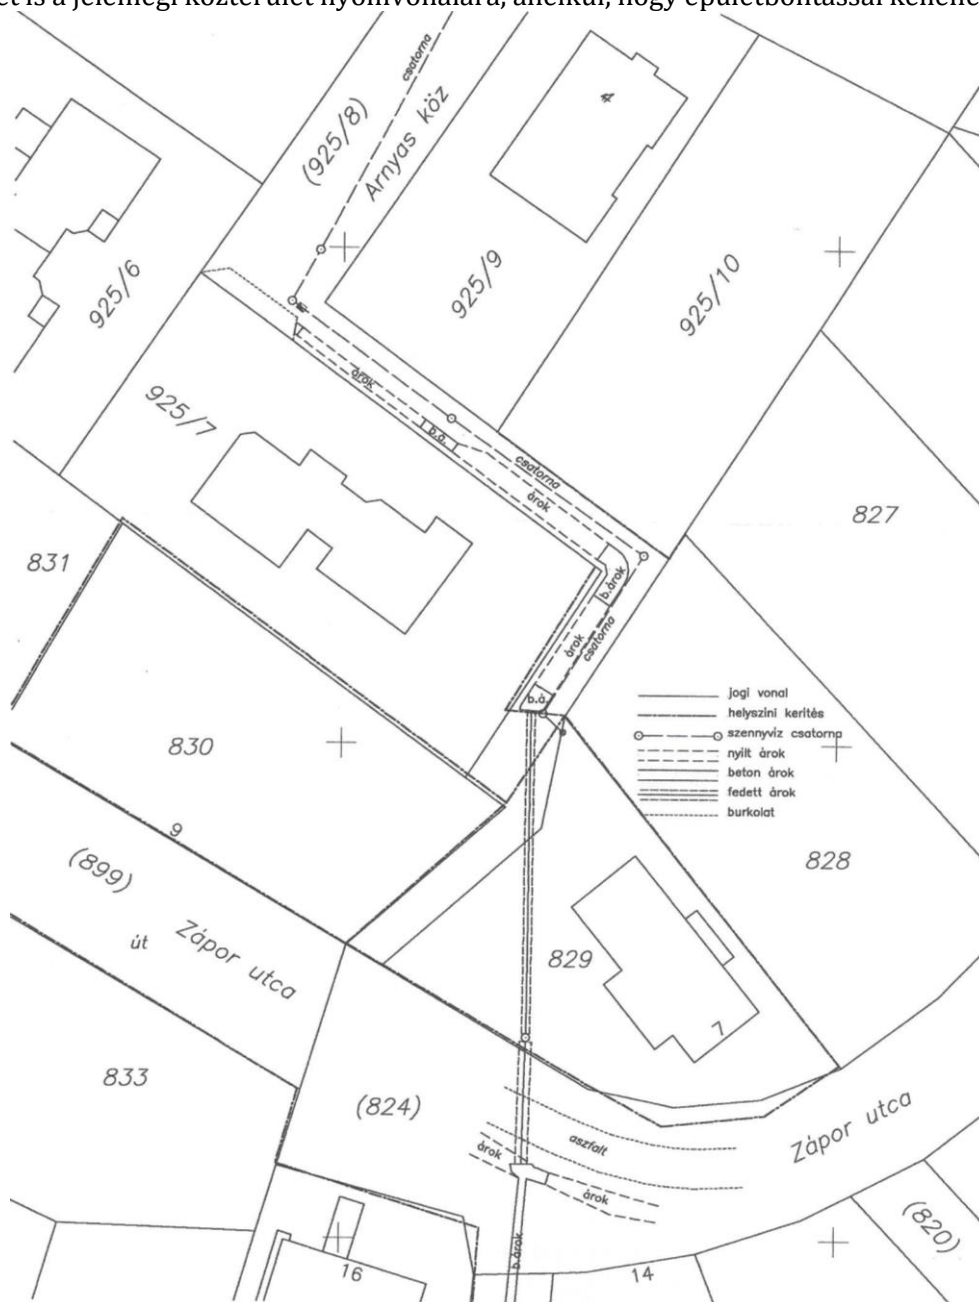 et is a jelenlegi közterület nyomvonalára, anélkül, hogy épületbontással kellene
csatorna
(925/8)
Arnyas köz
4
925/6
925/9
925/10
925/7
árok
b.á.
csatorna
árok
827
831
b.árok
árok
csatorna
b.á.
jogi vonal
helyszíni kerítés
szennyvíz csatorna
nyílt árok
beton árok
fedett árok
burkolat
830
9
828
(899)
út
Zápor utca
829
7
833
(824)
Zápor utca
aszfalt
árok
árok
(820)
b.árok
16
14